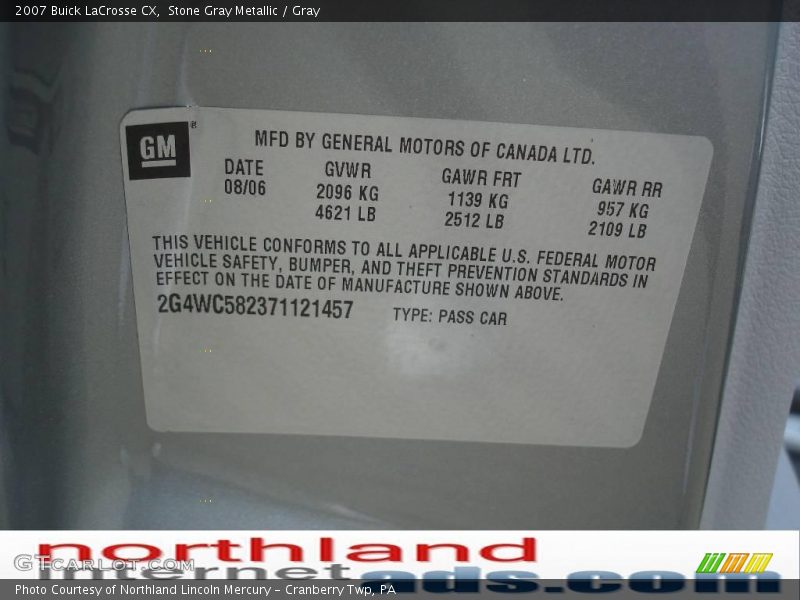 2007 Buick LaCrosse CX, Stone Gray Metallic / Gray
GM®
MFD BY GENERAL MOTORS OF CANADA LTD.
DATE GVWR GAWR FRT GAWR RR
08/06 2096 KG 1139 KG 957 KG
4621 LB 2512 LB 2109 LB
THIS VEHICLE CONFORMS TO ALL APPLICABLE U.S. FEDERAL MOTOR
VEHICLE SAFETY, BUMPER, AND THEFT PREVENTION STANDARDS IN
EFFECT ON THE DATE OF MANUFACTURE SHOWN ABOVE.
2G4WC582371121457 TYPE: PASS CAR
northland
GTcarlot.com
internet ads.com
Photo Courtesy of Northland Lincoln Mercury – Cranberry Twp, PA